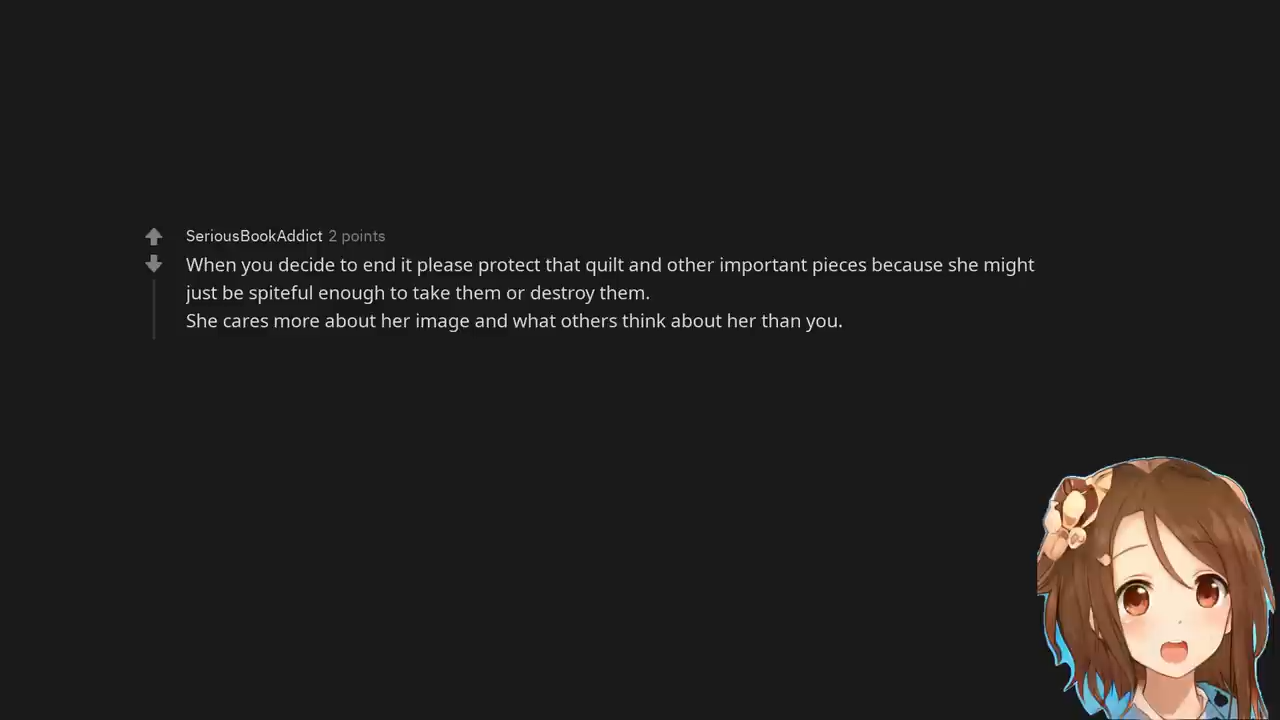 SeriousBookAddict 2 points
When you decide to end it please protect that quilt and other important pieces because she might
just be spiteful enough to take them or destroy them.
She cares more about her image and what others think about her than you.